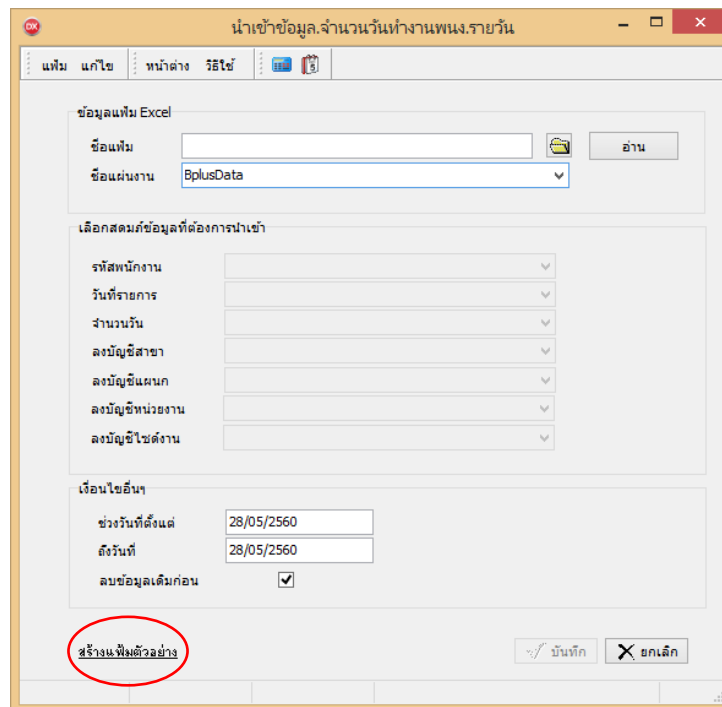 DX นำเข้าข้อมูล.จำนวนวันทำงานพนง.รายวัน
แฟ้ม แก้ไข หน้าต่าง วิธีใช้ 5
ข้อมูลแฟ้ม Excel
ชื่อแฟ้ม อ่าน
ชื่อแผ่นงาน BplusData
เลือกสดมภ์ข้อมูลที่ต้องการนำเข้า
รหัสพนักงาน
วันที่รายการ
จำนวนวัน
ลงบัญชีสาขา
ลงบัญชีแผนก
ลงบัญชีหน่วยงาน
ลงบัญชีไซด์งาน
เงื่อนไขอื่นๆ
ช่วงวันที่ตั้งแต่ 28/05/2560
ถึงวันที่ 28/05/2560
ลบข้อมูลเดิมก่อน
สร้างแฟ้มตัวอย่าง บันทึก ยกเลิก